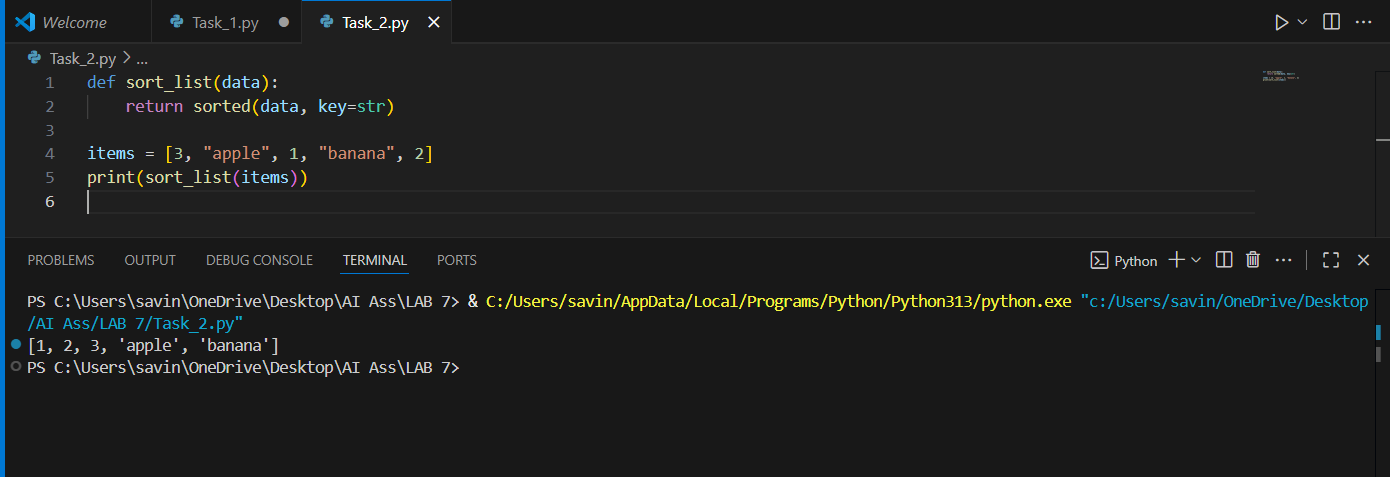 Welcome Task_1.py Task_2.py
Task_2.py > ...
1 def sort_list(data):
2     return sorted(data, key=str)
3
4 items = [3, "apple", 1, "banana", 2]
5 print(sort_list(items))
6
PROBLEMS OUTPUT DEBUG CONSOLE TERMINAL PORTS Python
PS C:\Users\savin\OneDrive\Desktop\AI Ass\LAB 7> & C:/Users/savin/AppData/Local/Programs/Python/Python313/python.exe "c:/Users/savin/OneDrive/Desktop
/AI Ass/LAB 7/Task_2.py"
[1, 2, 3, 'apple', 'banana']
PS C:\Users\savin\OneDrive\Desktop\AI Ass\LAB 7>